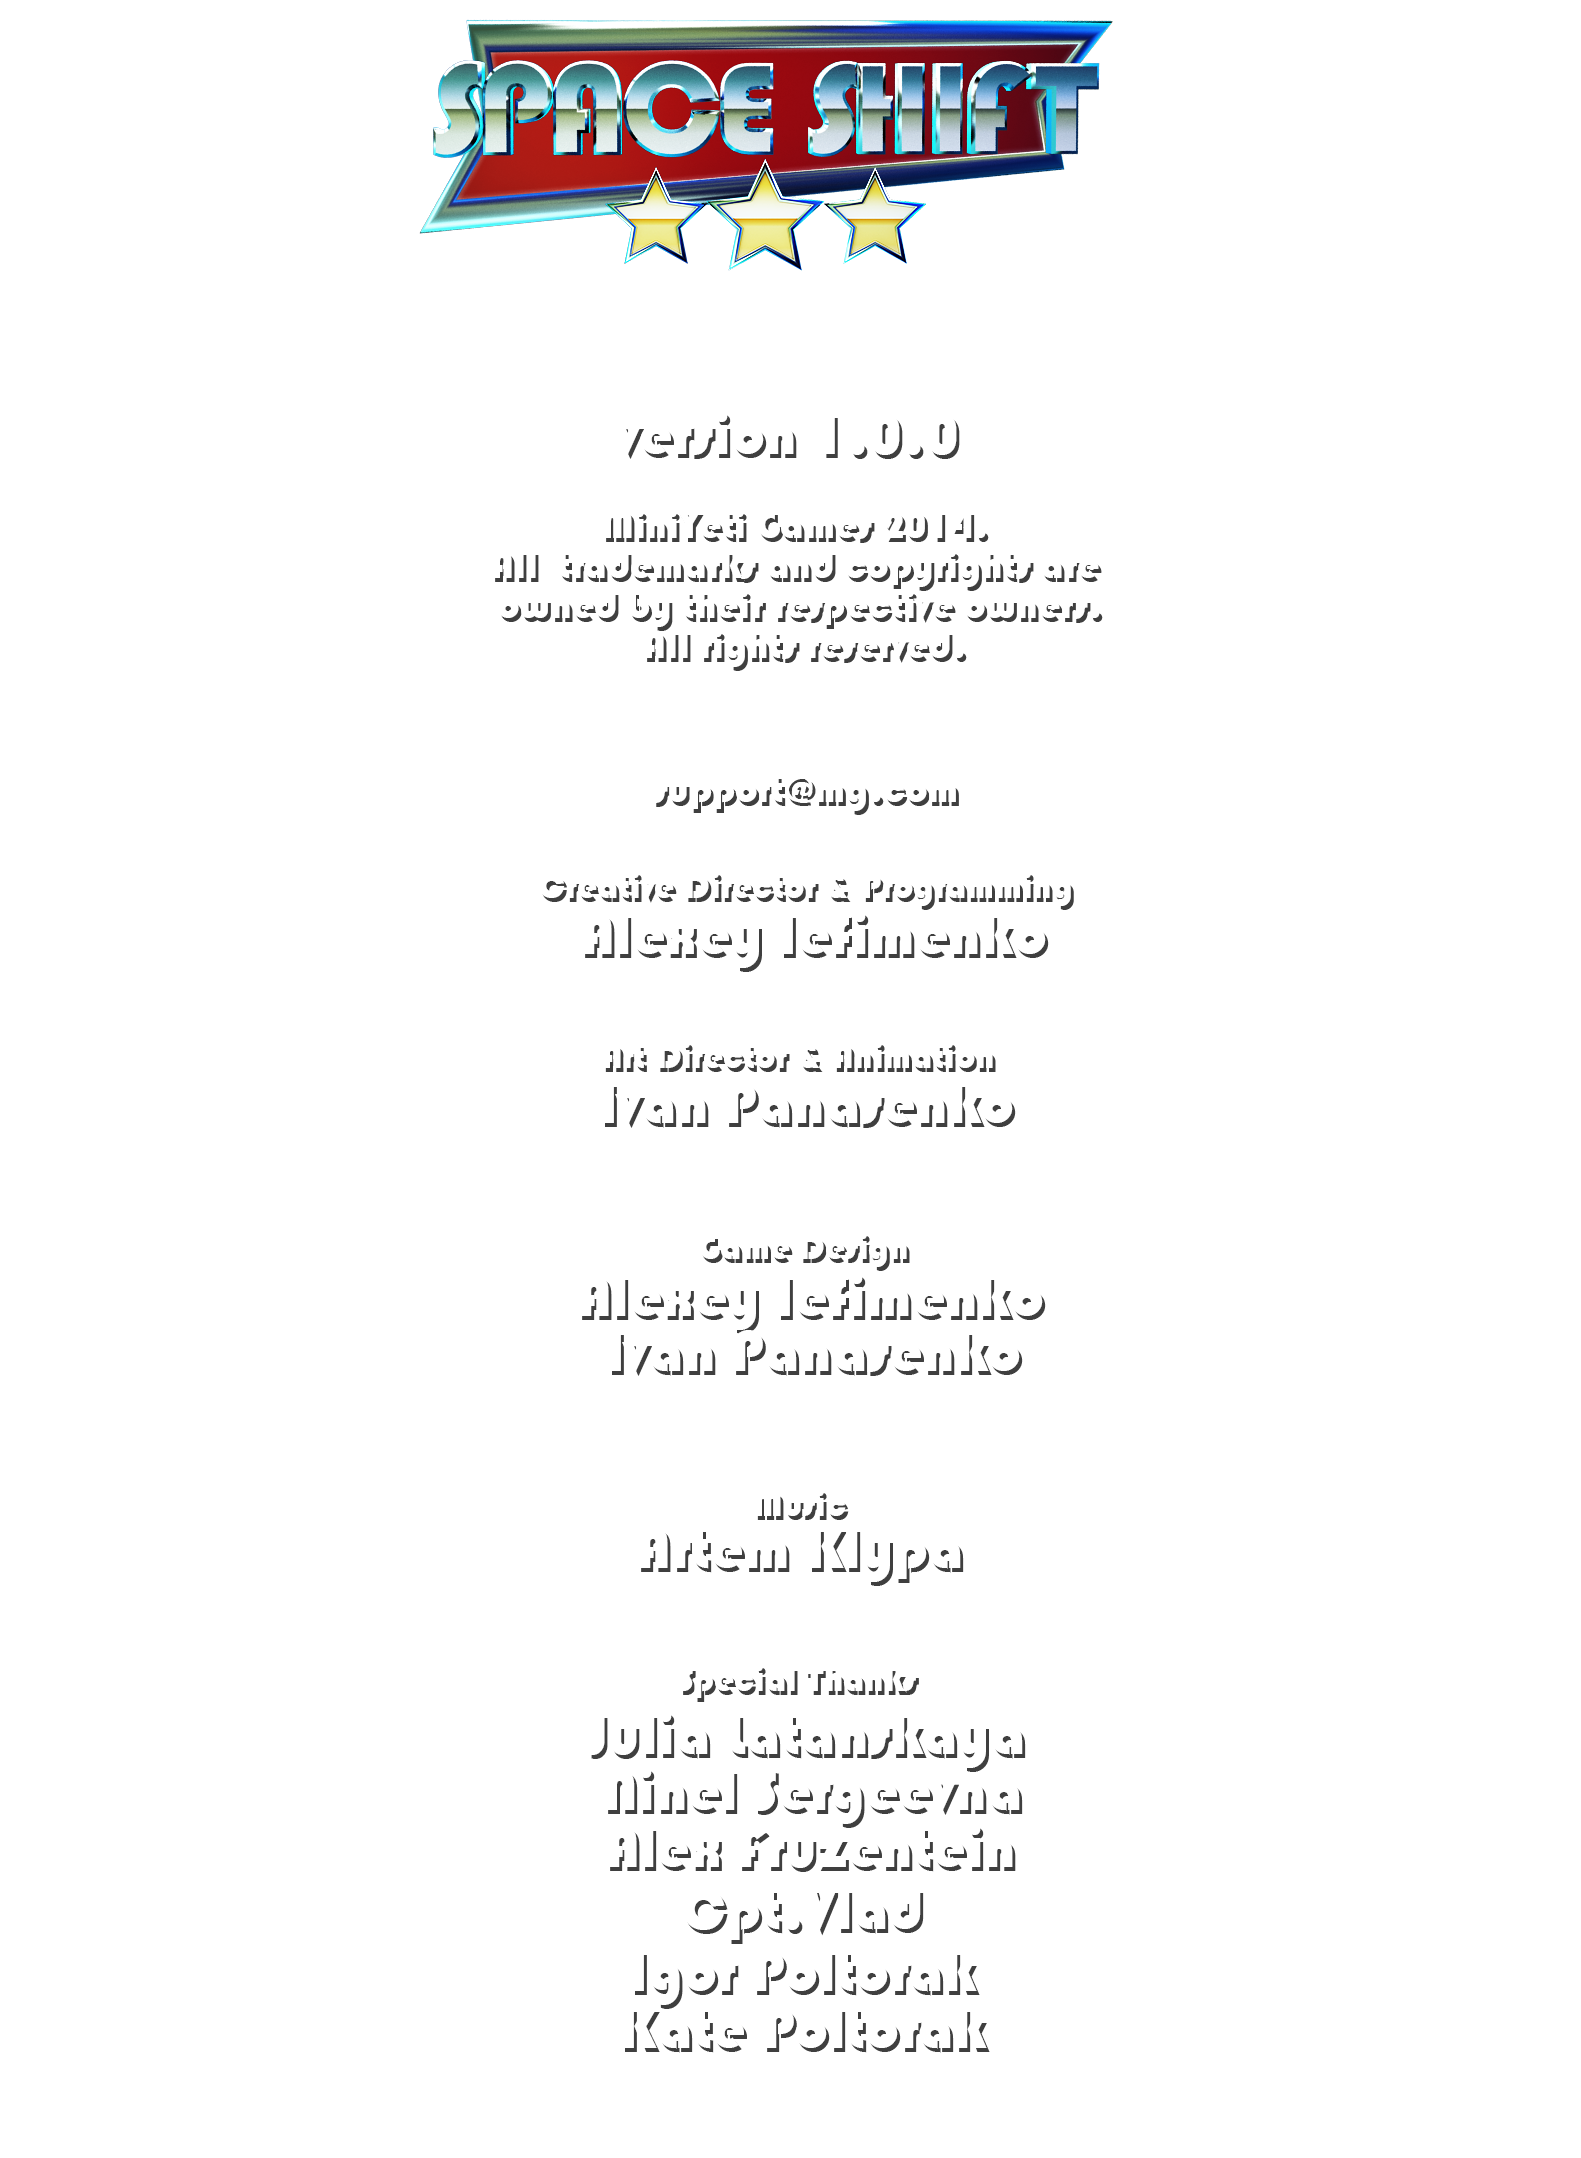 SPACE SHIFT
version 1.0.0
MiniYeti Games 2014.
All trademarks and copyrights are
owned by their respective owners.
All rights reserved.
support@mg.com
Creative Director & Programming
Alexey Iefimenko
Art Director & Animation
Ivan Panasenko
Game Design
Alexey Iefimenko
Ivan Panasenko
Music
Artem Klypa
Special Thanks
Julia Latanskaya
Ninel Sergeevna
Alex Fruzentein
Cpt.Vlad
Igor Poltorak
Kate Poltorak